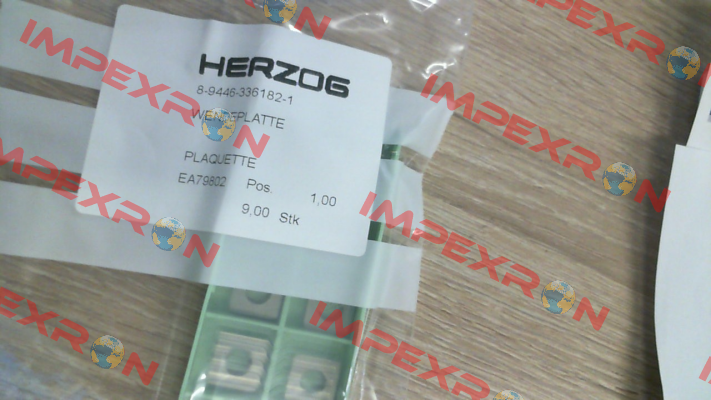 HERZOG
8-9446-336182-1
WENDEPLATTE
PLAQUETTE
EA79802 Pos. 1,00
9,00 Stk
IMPEXRON
IMPEXRON
IMPEXRON
IMPEXRON
IMPEXRON
IMPEXRON
IMPEXRON
IMPEXRON